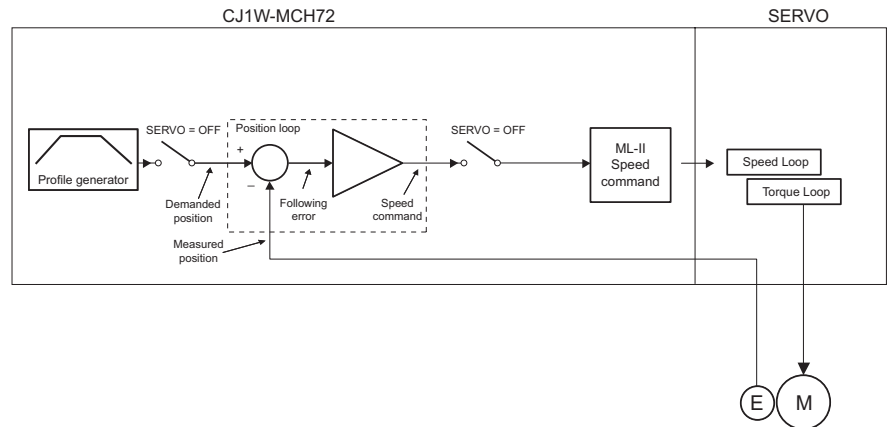 CJ1W-MCH72
SERVO
SERVO = OFF
Position loop
SERVO = OFF
+
−
Profile generator
Demanded
position
Following
error
Speed
command
Measured
position
ML-II
Speed
command
Speed Loop
Torque Loop
E
M